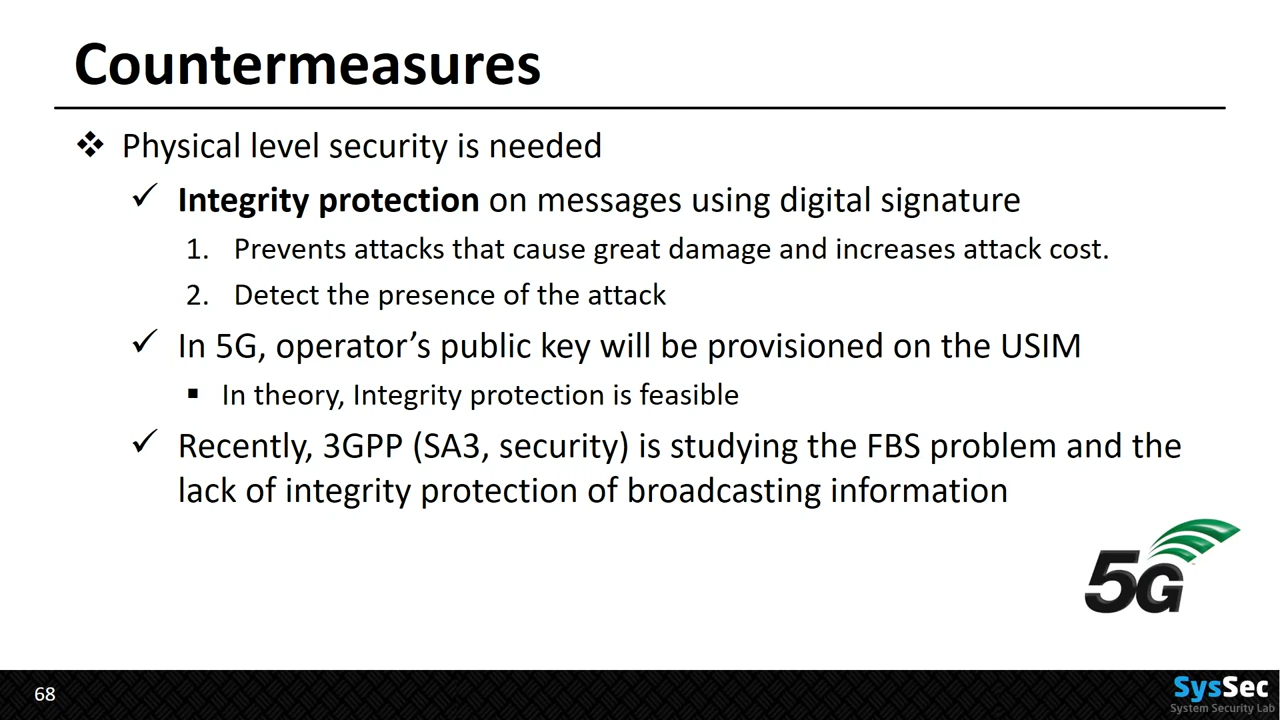 Countermeasures
❖ Physical level security is needed
✓ Integrity protection on messages using digital signature
1. Prevents attacks that cause great damage and increases attack cost.
2. Detect the presence of the attack
✓ In 5G, operator’s public key will be provisioned on the USIM
▪ In theory, Integrity protection is feasible
✓ Recently, 3GPP (SA3, security) is studying the FBS problem and the
lack of integrity protection of broadcasting information
5G
68
SysSec
System Security Lab